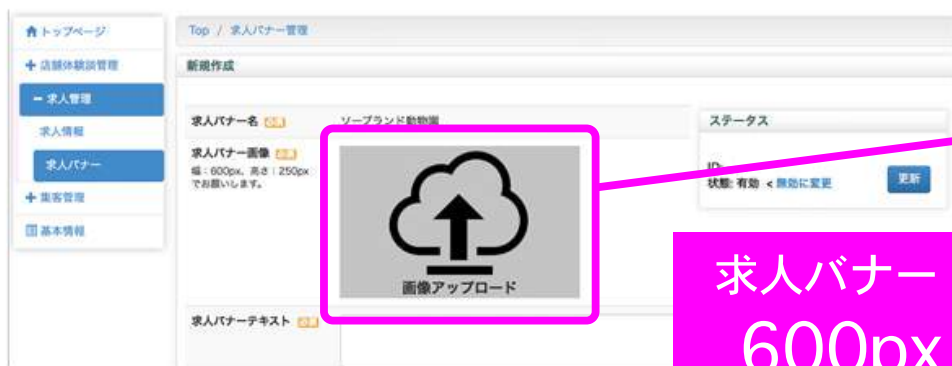 トップページ
Top / 求人バナー管理
店舗体験談管理
新規作成
求人管理
求人情報
求人バナー
集客管理
基本情報
求人バナー名 必須
ソープランド動物園
求人バナー画像 必須
幅：600px、高さ：250px
でお願いします。
画像アップロード
求人バナーテキスト 必須
ステータス
ID:
状態: 有効 < 無効に変更
更新
求人バナー
600px